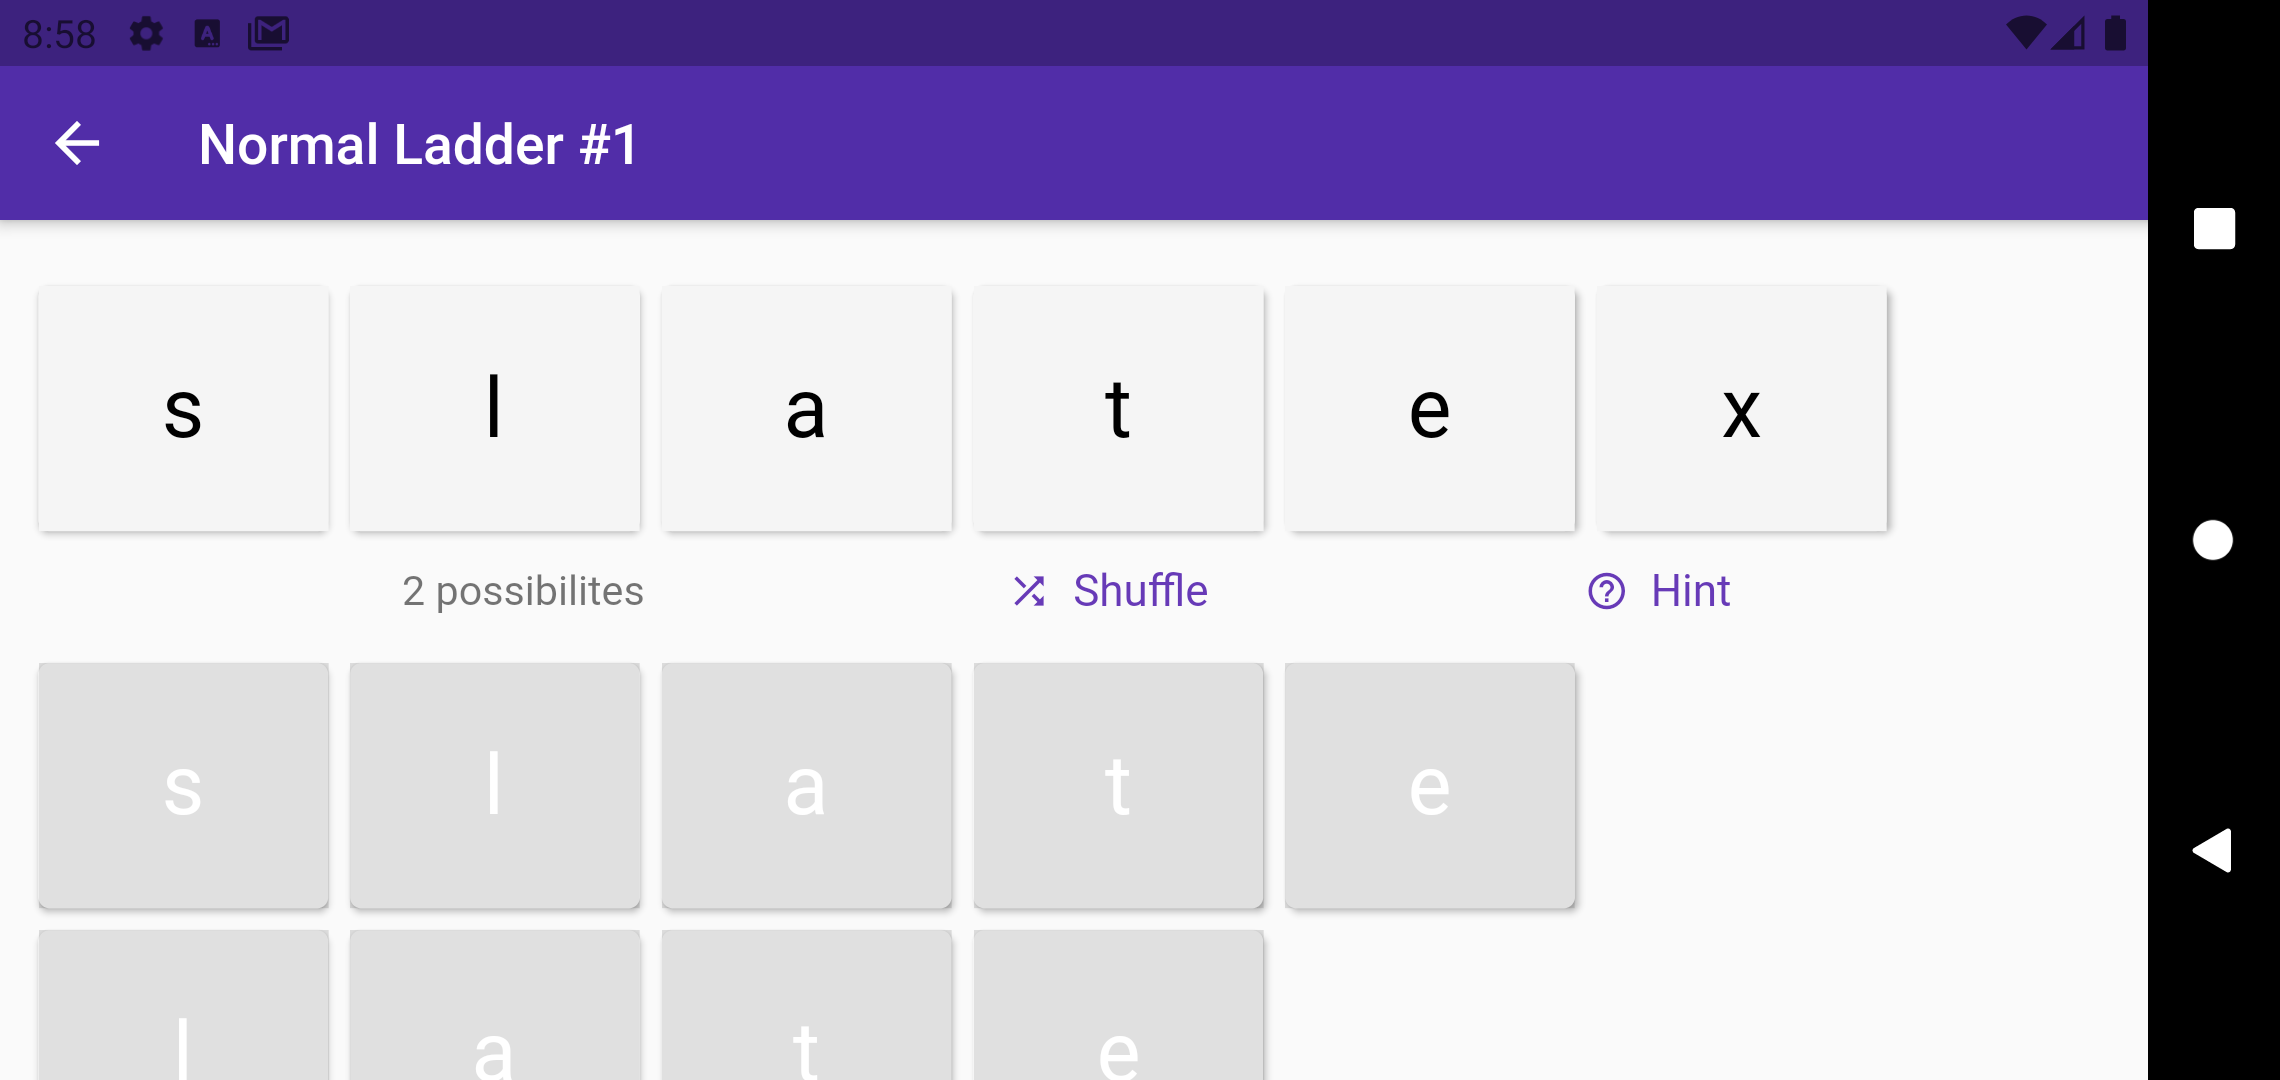 8:58
Normal Ladder #1
s l a t e x
2 possibilites Shuffle Hint
s l a t e
l a t e